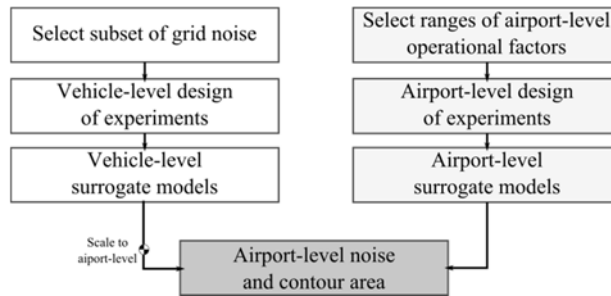 Select subset of grid noise
Vehicle-level design
of experiments
Vehicle-level
surrogate models
Scale to
aiport-level
Select ranges of airport-level
operational factors
Airport-level design
of experiments
Airport-level
surrogate models
Airport-level noise
and contour area